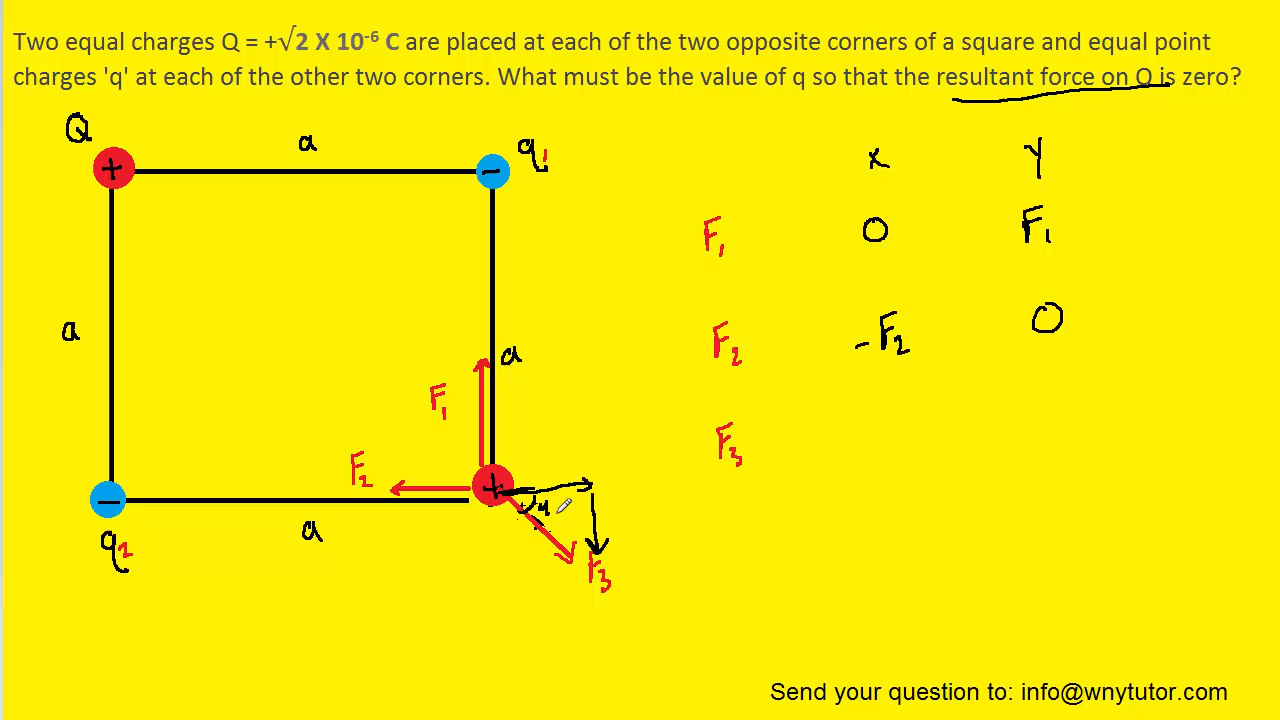 Two equal charges Q = +√2 X 10⁻⁶ C are placed at each of the two opposite corners of a square and equal point
charges 'q' at each of the other two corners. What must be the value of q so that the resultant force on Q is zero?
Q
+
a
-
q1
x
y
F1
0
F1
a
a
F1
F2
-F2
0
F2
F3
-
q2
a
+
4
F3
Send your question to: info@wnytutor.com